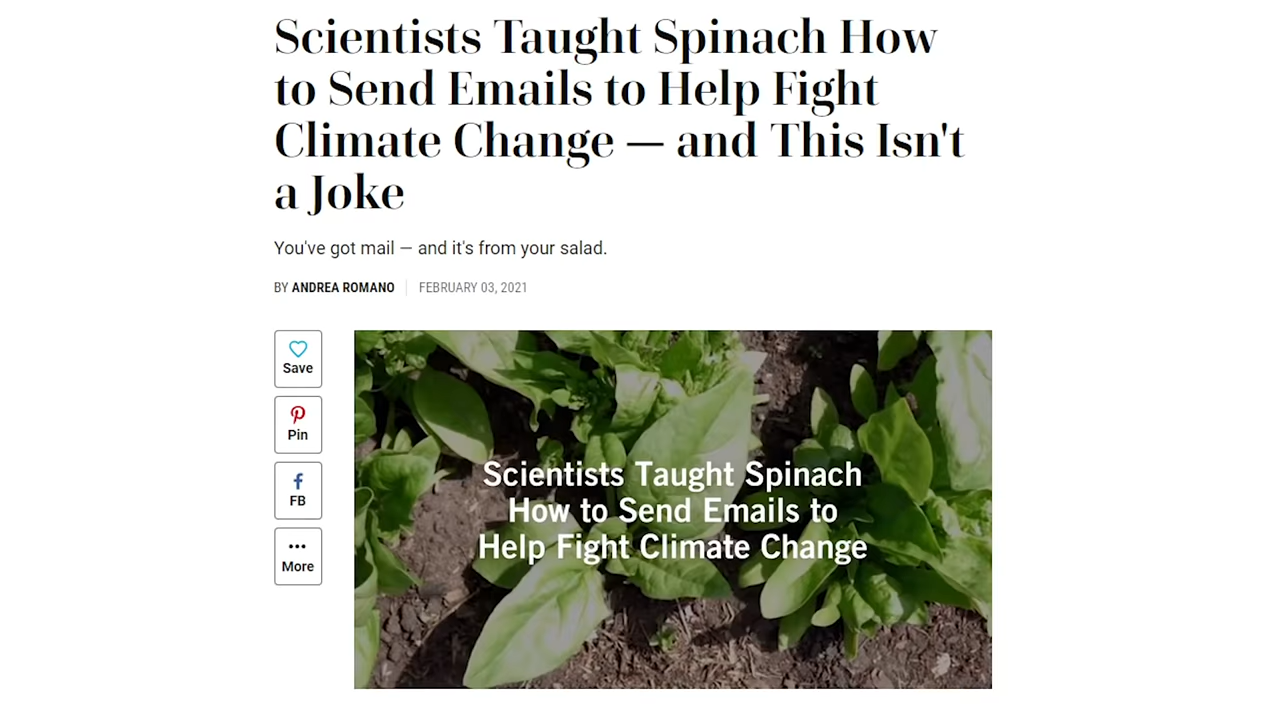 Scientists Taught Spinach How
to Send Emails to Help Fight
Climate Change — and This Isn't
a Joke
You've got mail — and it's from your salad.
BY ANDREA ROMANO FEBRUARY 03, 2021
Save
Pin
FB
More
Scientists Taught Spinach
How to Send Emails to
Help Fight Climate Change